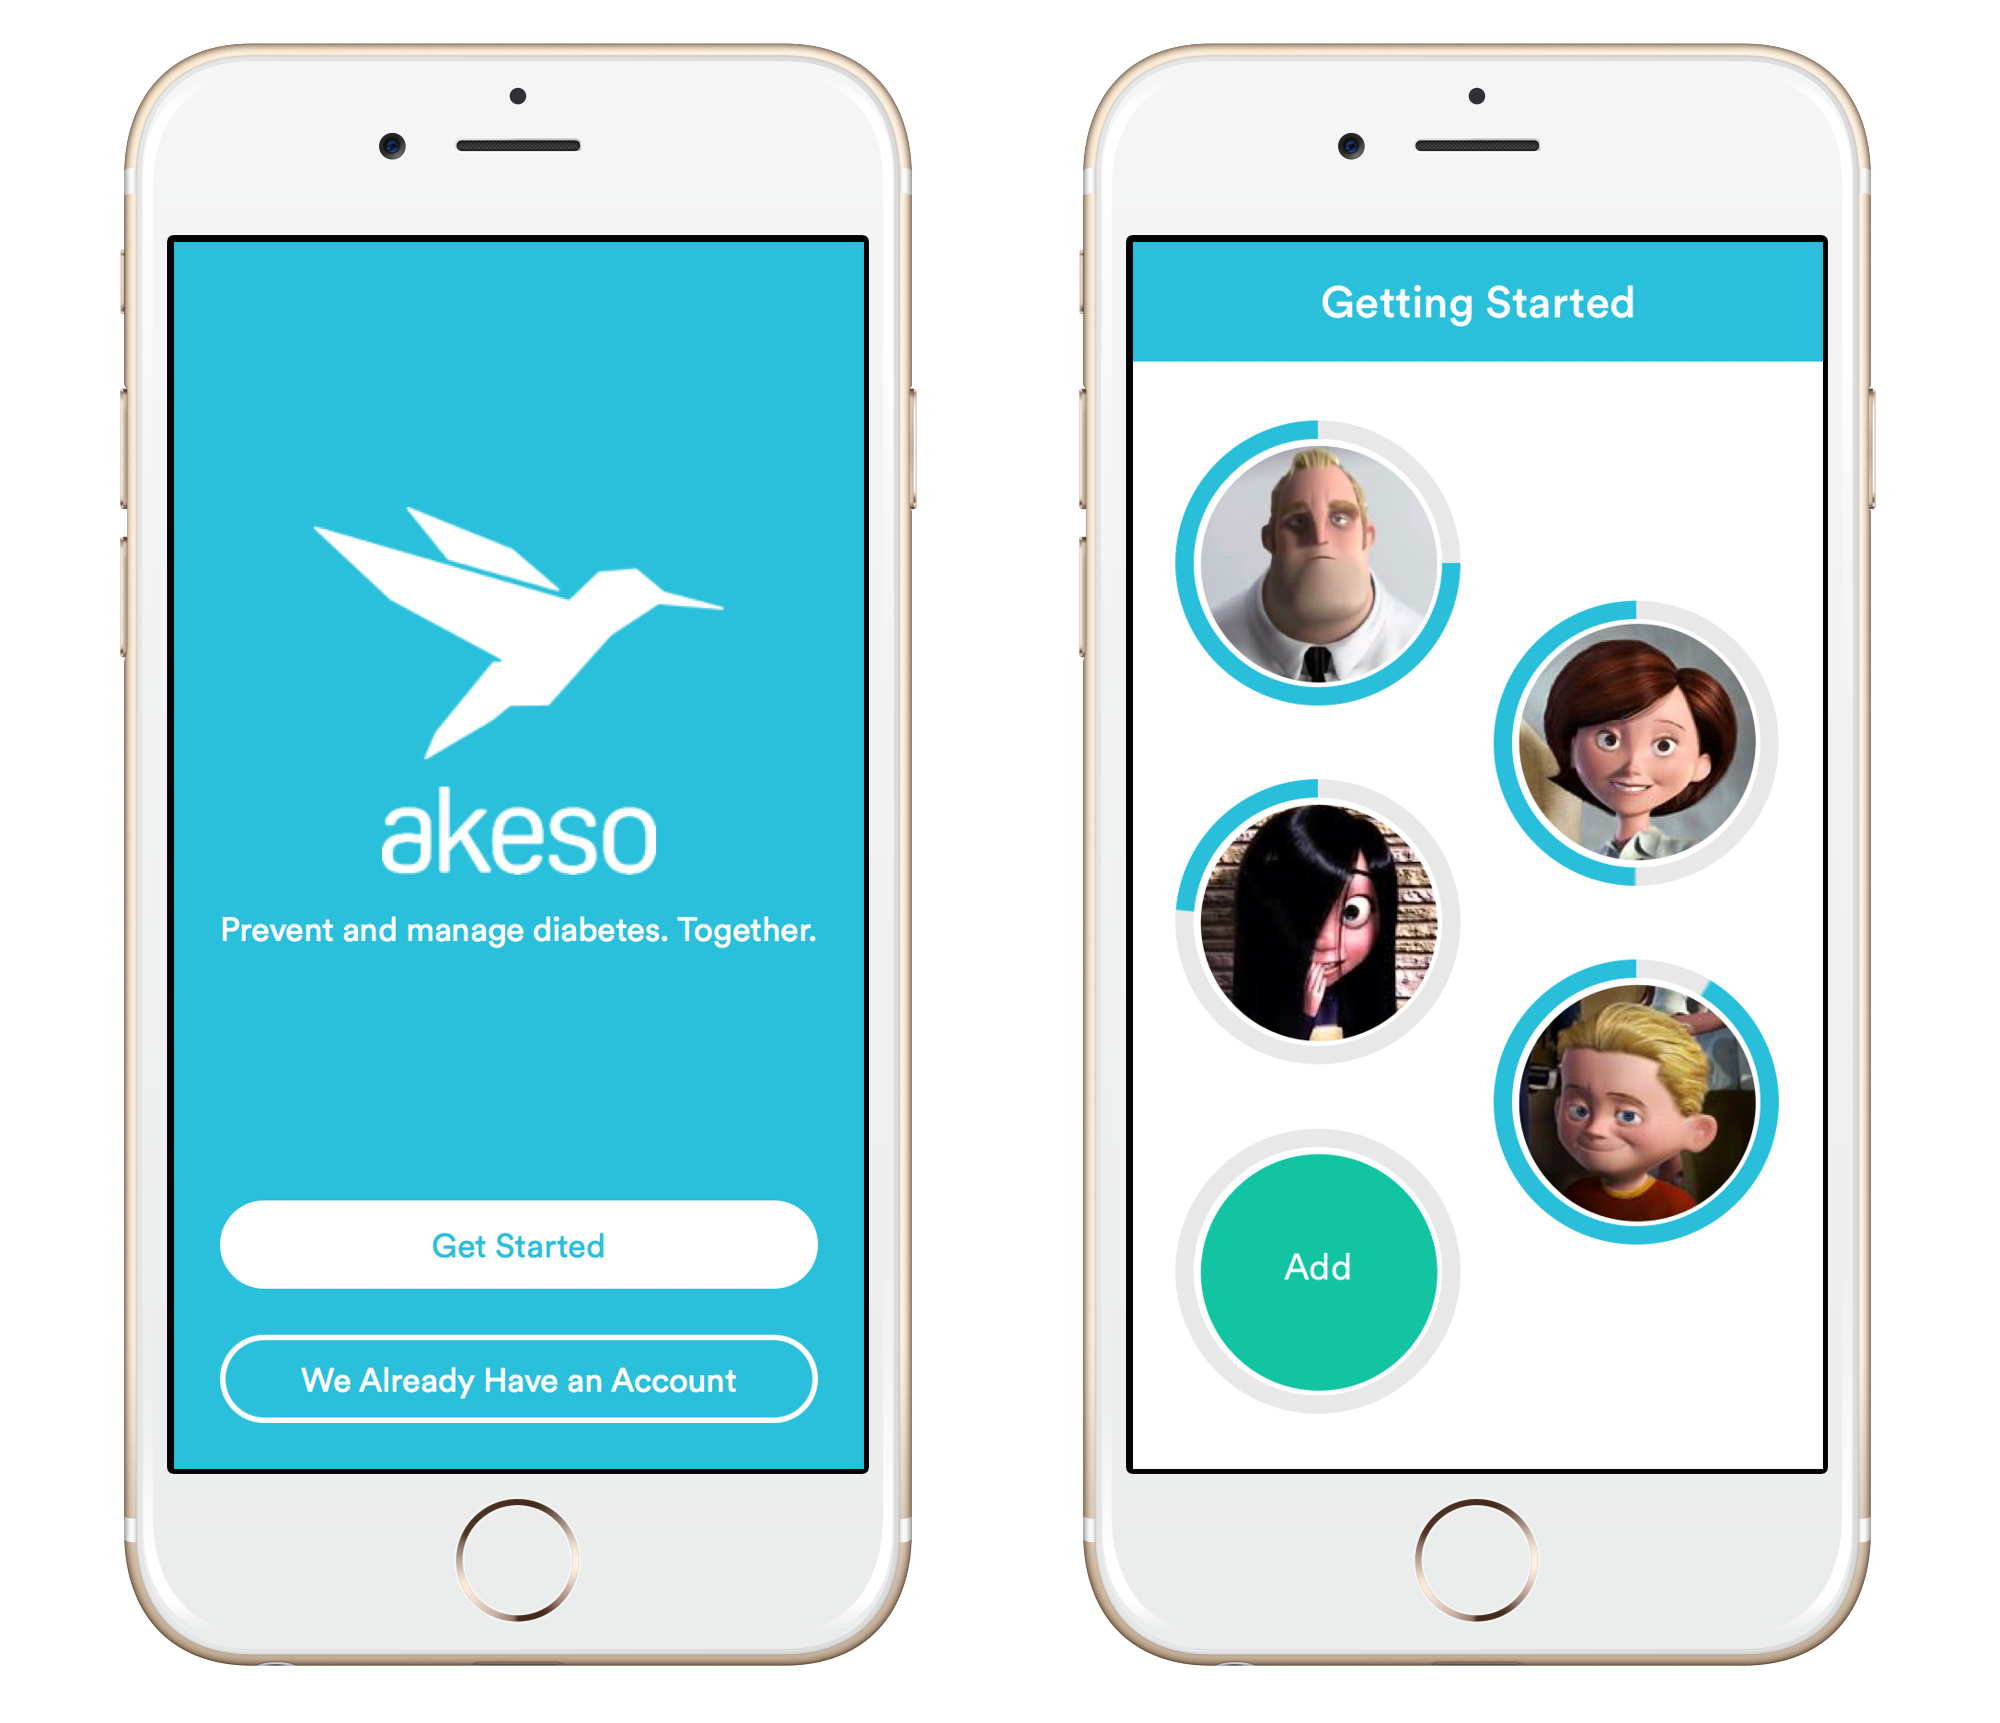 akeso
Prevent and manage diabetes. Together.
Get Started
We Already Have an Account
Getting Started
Add